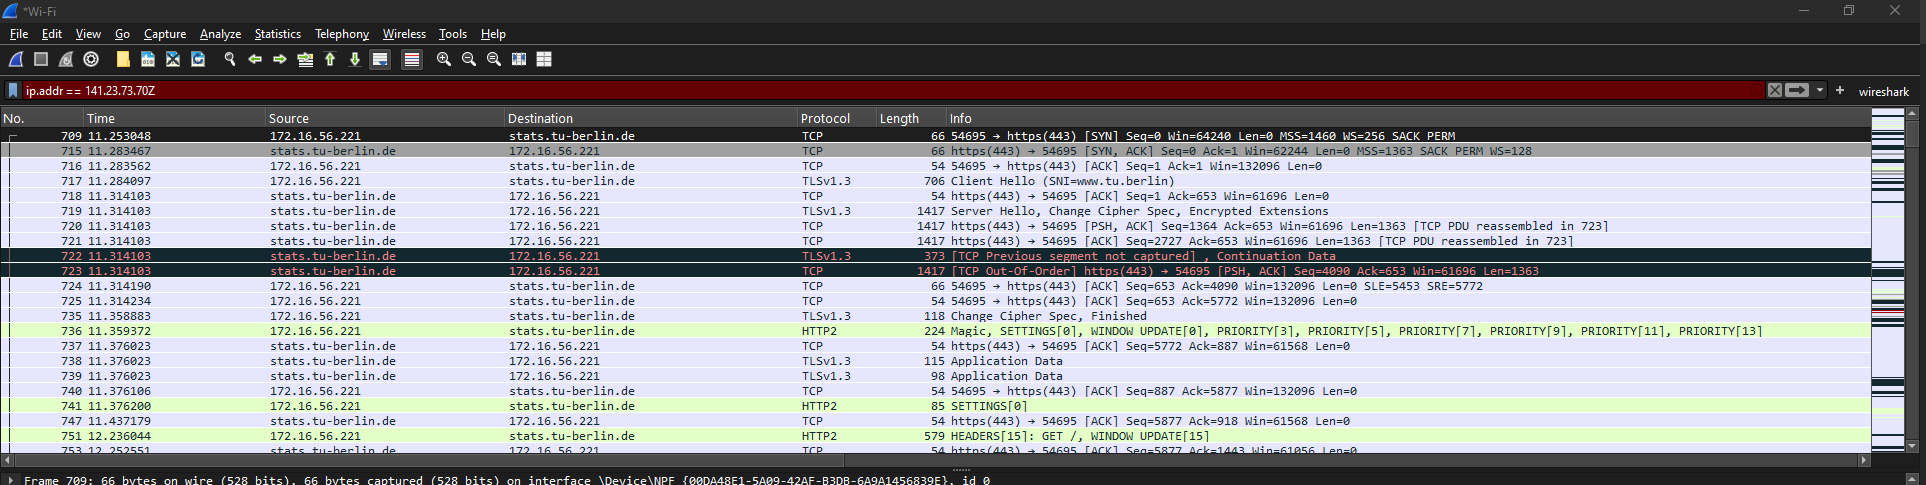 *Wi-Fi
File Edit View Go Capture Analyze Statistics Telephony Wireless Tools Help
ip.addr == 141.23.73.70Z wireshark
No. Time Source Destination Protocol Length Info
709 11.253048 172.16.56.221 stats.tu-berlin.de TCP 66 54695 → https(443) [SYN] Seq=0 Win=64240 Len=0 MSS=1460 WS=256 SACK_PERM
715 11.283467 stats.tu-berlin.de 172.16.56.221 TCP 66 https(443) → 54695 [SYN, ACK] Seq=0 Ack=1 Win=62244 Len=0 MSS=1363 SACK_PERM WS=128
716 11.283562 172.16.56.221 stats.tu-berlin.de TCP 54 54695 → https(443) [ACK] Seq=1 Ack=1 Win=132096 Len=0
717 11.284097 172.16.56.221 stats.tu-berlin.de TLSv1.3 706 Client Hello (SNI=www.tu.berlin)
718 11.314103 stats.tu-berlin.de 172.16.56.221 TCP 54 https(443) → 54695 [ACK] Seq=1 Ack=653 Win=61696 Len=0
719 11.314103 stats.tu-berlin.de 172.16.56.221 TLSv1.3 1417 Server Hello, Change Cipher Spec, Encrypted Extensions
720 11.314103 stats.tu-berlin.de 172.16.56.221 TCP 1417 https(443) → 54695 [PSH, ACK] Seq=1364 Ack=653 Win=61696 Len=1363 [TCP PDU reassembled in 723]
721 11.314103 stats.tu-berlin.de 172.16.56.221 TCP 1417 https(443) → 54695 [ACK] Seq=2727 Ack=653 Win=61696 Len=1363 [TCP PDU reassembled in 723]
722 11.314103 stats.tu-berlin.de 172.16.56.221 TLSv1.3 373 [TCP Previous segment not captured] , Continuation Data
723 11.314103 stats.tu-berlin.de 172.16.56.221 TCP 1417 [TCP Out-Of-Order] https(443) → 54695 [PSH, ACK] Seq=4090 Ack=653 Win=61696 Len=1363
724 11.314190 172.16.56.221 stats.tu-berlin.de TCP 66 54695 → https(443) [ACK] Seq=653 Ack=4090 Win=132096 Len=0 SLE=5453 SRE=5772
725 11.314234 172.16.56.221 stats.tu-berlin.de TCP 54 54695 → https(443) [ACK] Seq=653 Ack=5772 Win=132096 Len=0
735 11.358883 172.16.56.221 stats.tu-berlin.de TLSv1.3 118 Change Cipher Spec, Finished
736 11.359372 172.16.56.221 stats.tu-berlin.de HTTP2 224 Magic, SETTINGS[0], WINDOW_UPDATE[0], PRIORITY[3], PRIORITY[5], PRIORITY[7], PRIORITY[9], PRIORITY[11], PRIORITY[13]
737 11.376023 stats.tu-berlin.de 172.16.56.221 TCP 54 https(443) → 54695 [ACK] Seq=5772 Ack=887 Win=61568 Len=0
738 11.376023 stats.tu-berlin.de 172.16.56.221 TLSv1.3 115 Application Data
739 11.376023 stats.tu-berlin.de 172.16.56.221 TLSv1.3 98 Application Data
740 11.376106 172.16.56.221 stats.tu-berlin.de TCP 54 54695 → https(443) [ACK] Seq=887 Ack=5877 Win=132096 Len=0
741 11.376200 172.16.56.221 stats.tu-berlin.de HTTP2 85 SETTINGS[0]
747 11.437179 stats.tu-berlin.de 172.16.56.221 TCP 54 https(443) → 54695 [ACK] Seq=5877 Ack=918 Win=61568 Len=0
751 12.236044 172.16.56.221 stats.tu-berlin.de HTTP2 579 HEADERS[15]: GET /, WINDOW_UPDATE[15]
753 12.252551 stats.tu-berlin.de 172.16.56.221 TCP 54 https(443) → 54695 [ACK] Seq=5877 Ack=1443 Win=61056 Len=0
Frame 709: 66 bytes on wire (528 bits), 66 bytes captured (528 bits) on interface \Device\NPF_{00DA48E1-5A09-42AF-B3DB-6A9A1456839E}, id 0